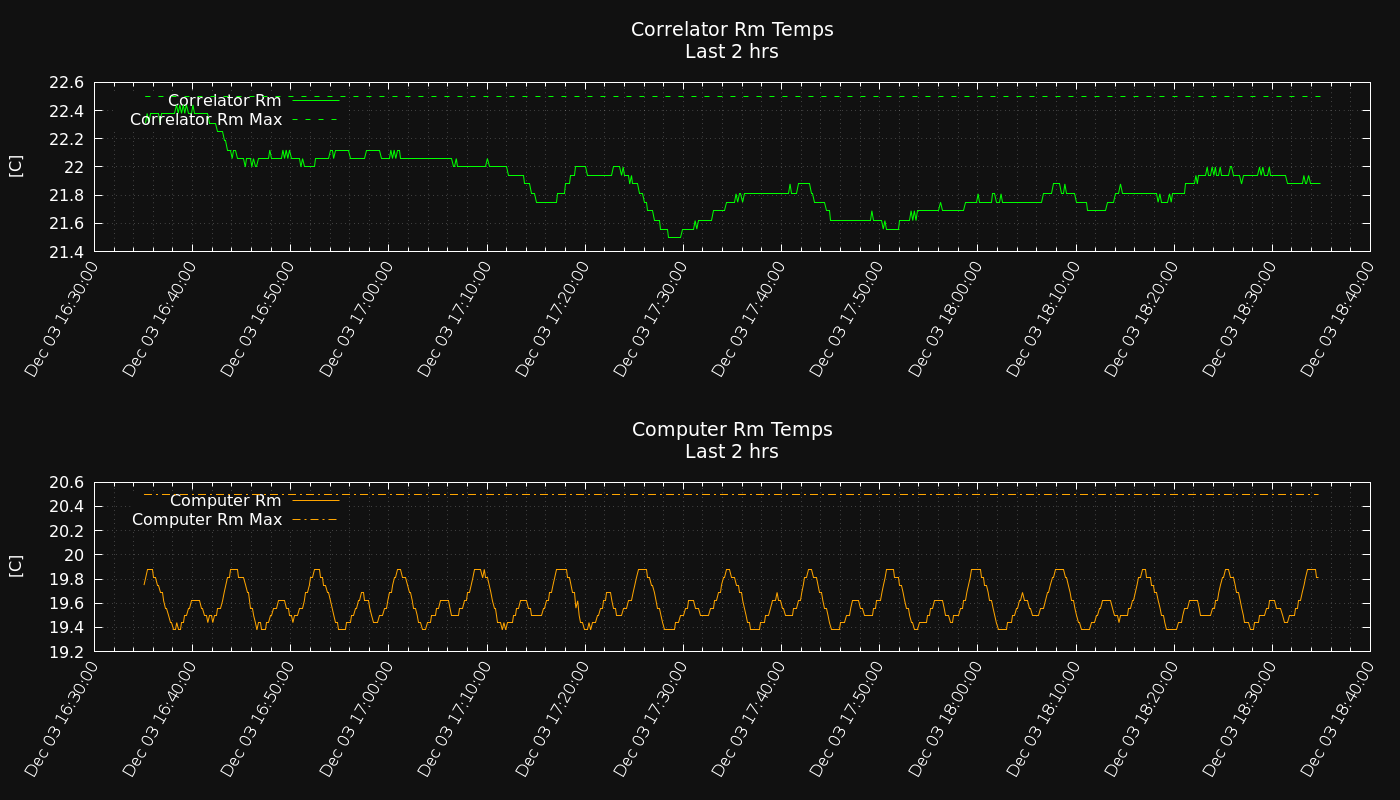 Correlator Rm Temps
Last 2 hrs
22.6
22.4
22.2
22
21.8
21.6
21.4
[C]
Correlator Rm
Correlator Rm Max
Dec 03 16:30:00
Dec 03 16:40:00
Dec 03 16:50:00
Dec 03 17:00:00
Dec 03 17:10:00
Dec 03 17:20:00
Dec 03 17:30:00
Dec 03 17:40:00
Dec 03 17:50:00
Dec 03 18:00:00
Dec 03 18:10:00
Dec 03 18:20:00
Dec 03 18:30:00
Dec 03 18:40:00
Computer Rm Temps
Last 2 hrs
20.6
20.4
20.2
20
19.8
19.6
19.4
19.2
[C]
Computer Rm
Computer Rm Max
Dec 03 16:30:00
Dec 03 16:40:00
Dec 03 16:50:00
Dec 03 17:00:00
Dec 03 17:10:00
Dec 03 17:20:00
Dec 03 17:30:00
Dec 03 17:40:00
Dec 03 17:50:00
Dec 03 18:00:00
Dec 03 18:10:00
Dec 03 18:20:00
Dec 03 18:30:00
Dec 03 18:40:00